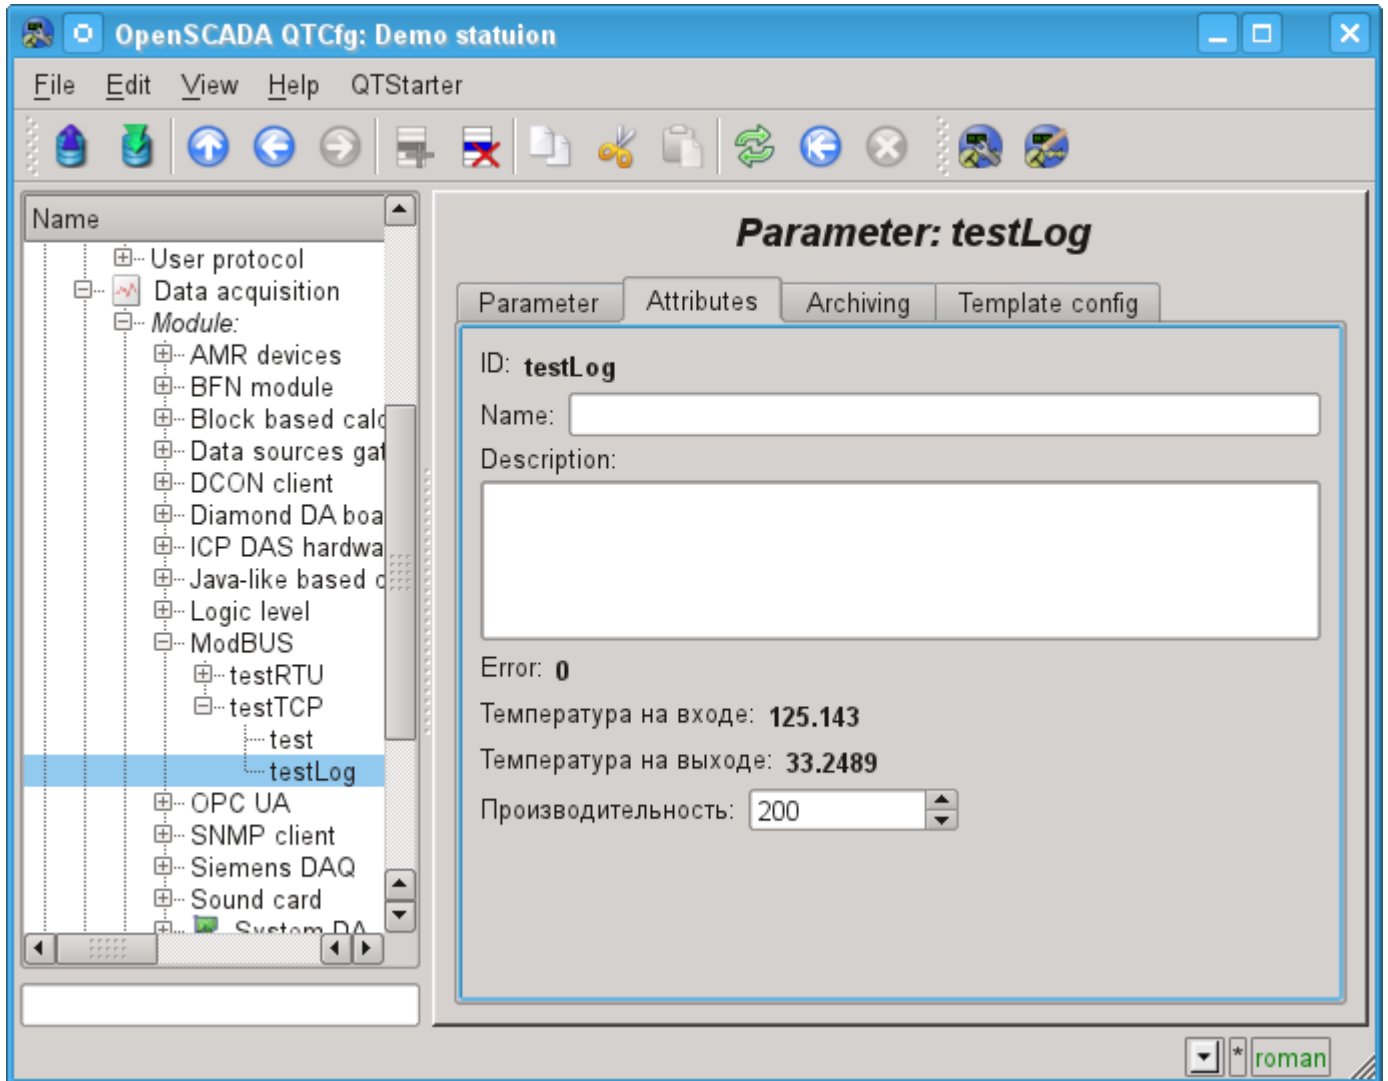 OpenSCADA QTCfg: Demo statuion
File Edit View Help QTStarter
Name
User protocol
Data acquisition
Module:
AMR devices
BFN module
Block based calc
Data sources gat
DCON client
Diamond DA boa
ICP DAS hardwa
Java-like based c
Logic level
ModBUS
testRTU
testTCP
test
testLog
OPC UA
SNMP client
Siemens DAQ
Sound card
System DA
Parameter: testLog
Parameter Attributes Archiving Template config
ID: testLog
Name:
Description:
Error: 0
Температура на входе: 125.143
Температура на выходе: 33.2489
Производительность: 200
* roman